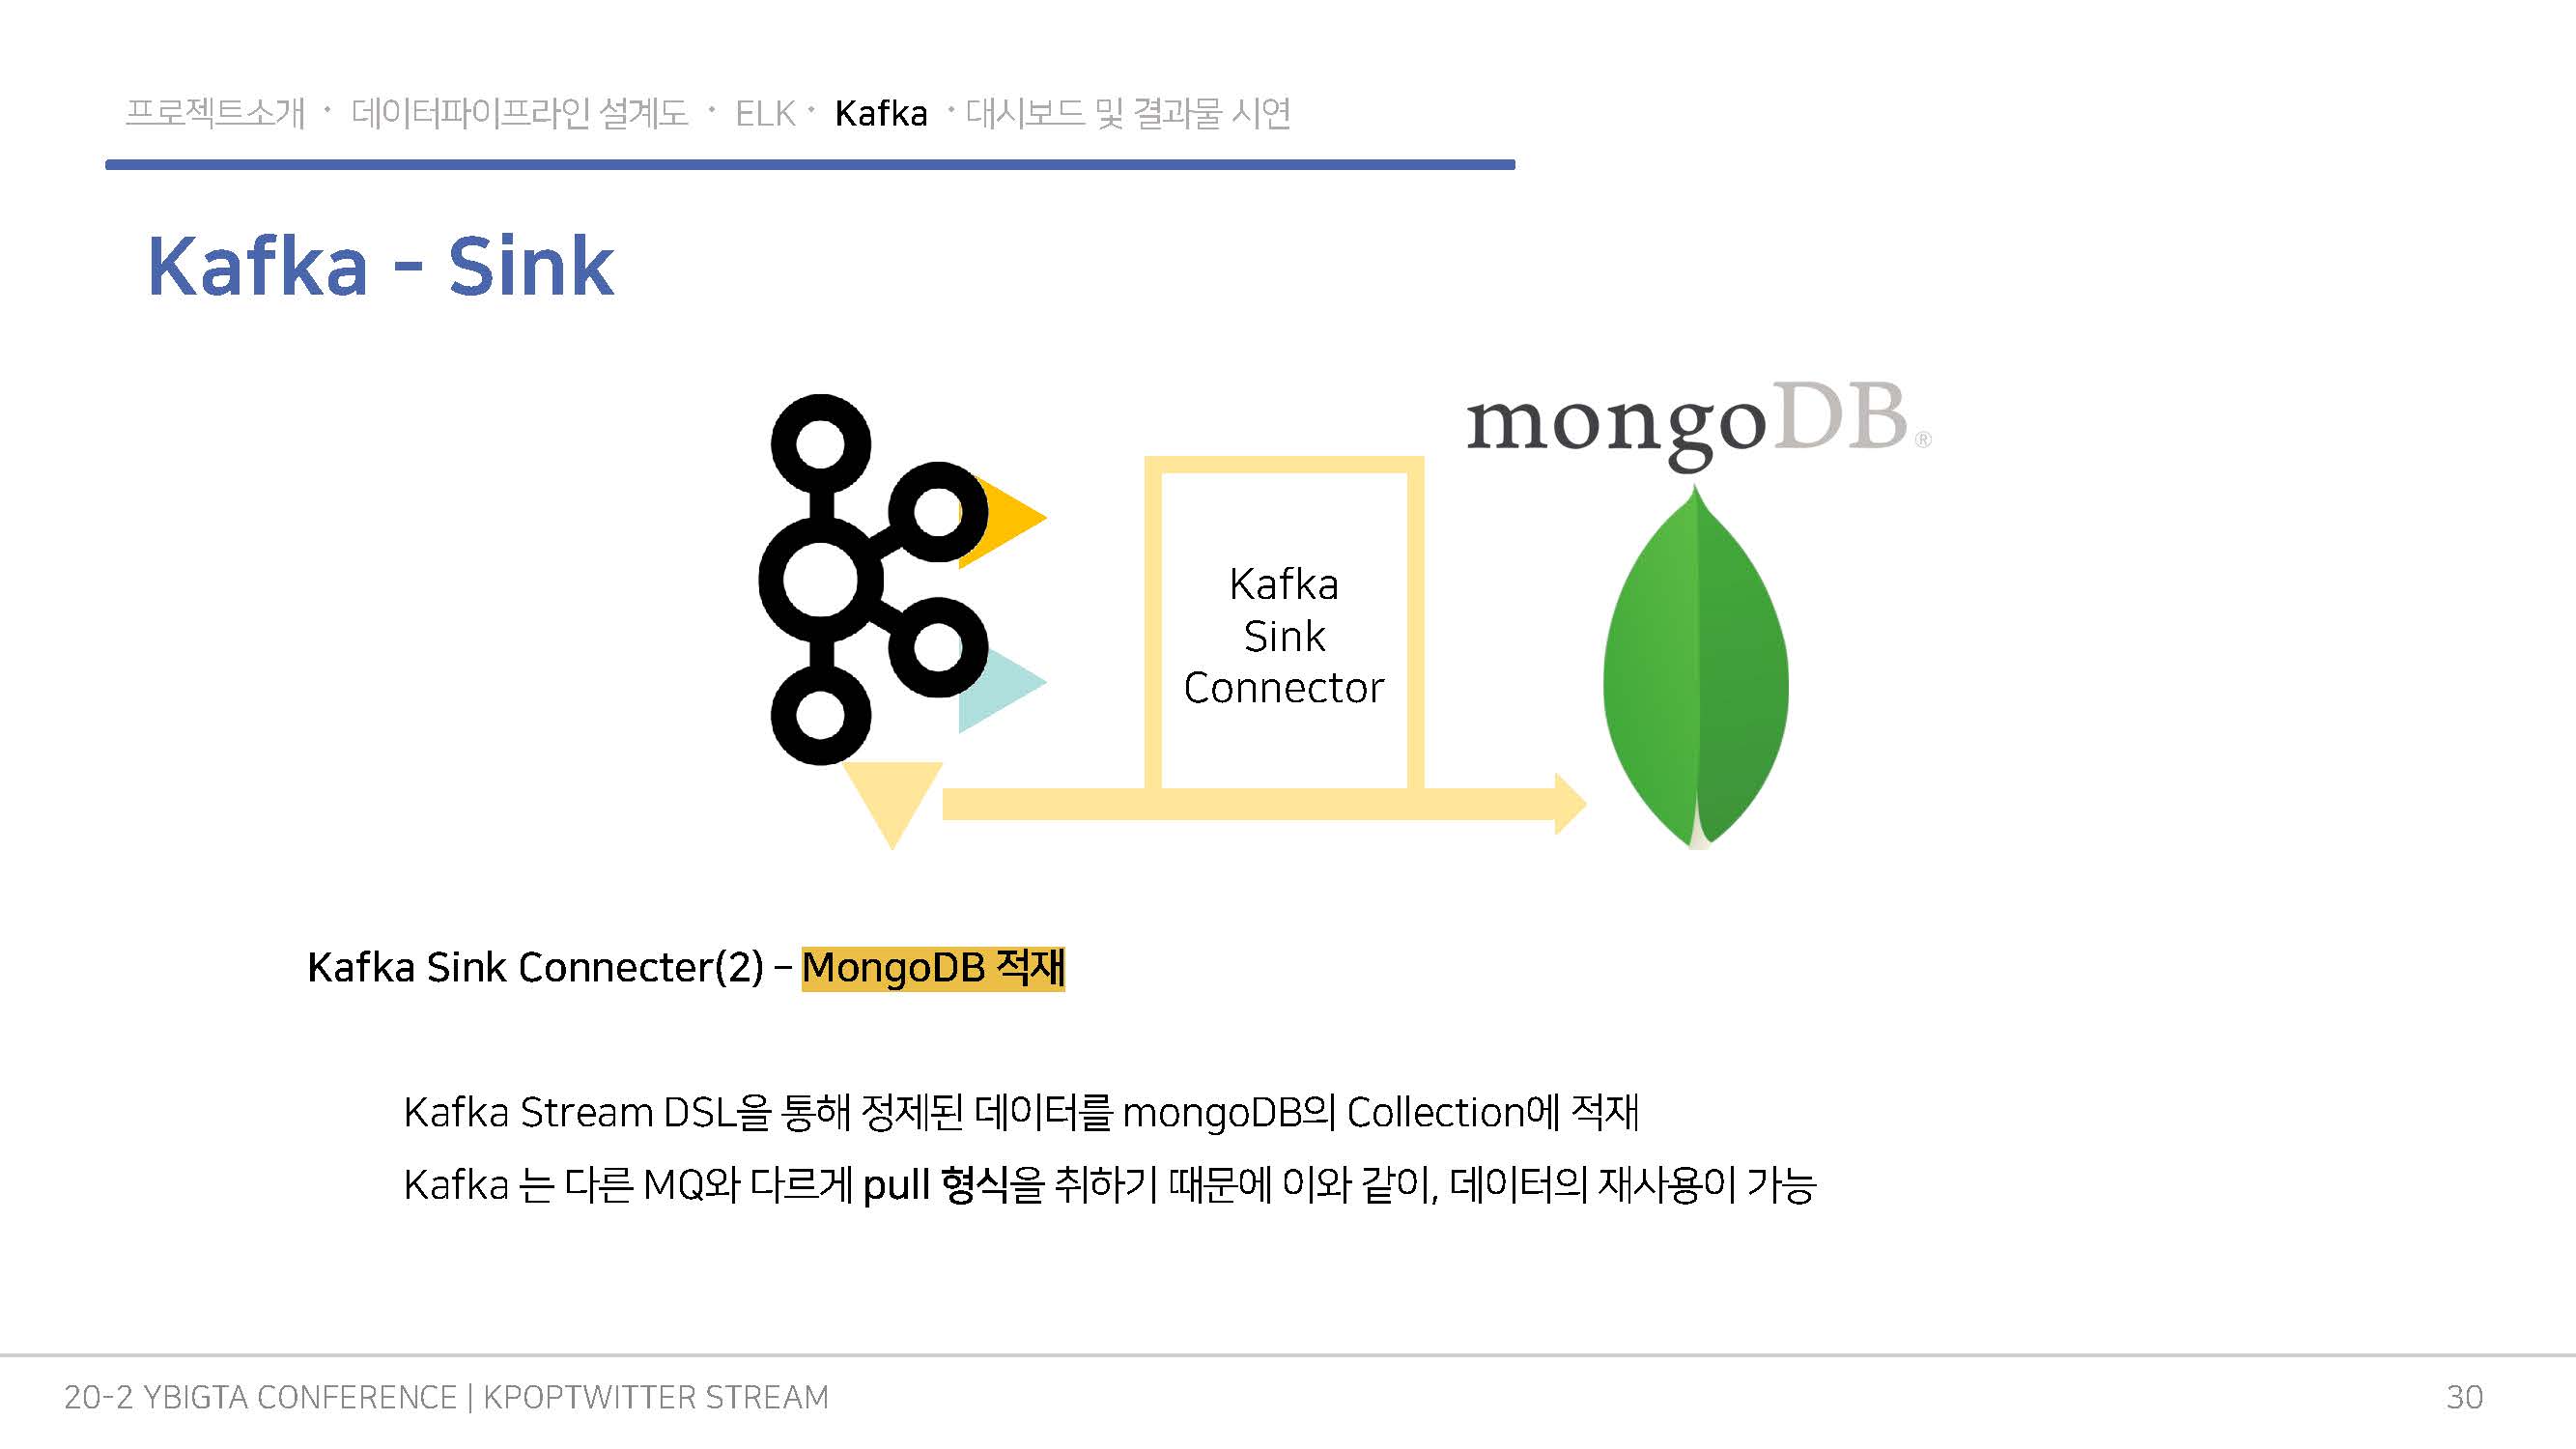 프로젝트소개 · 데이터파이프라인 설계도 · ELK · Kafka · 대시보드 및 결과물 시연
Kafka - Sink
mongoDB®
Kafka
Sink
Connector
Kafka Sink Connecter(2) – MongoDB 적재
Kafka Stream DSL을 통해 정제된 데이터를 mongoDB의 Collection에 적재
Kafka 는 다른 MQ와 다르게 pull 형식을 취하기 때문에 이와 같이, 데이터의 재사용이 가능
20-2 YBIGTA CONFERENCE | KPOPTWITTER STREAM
30